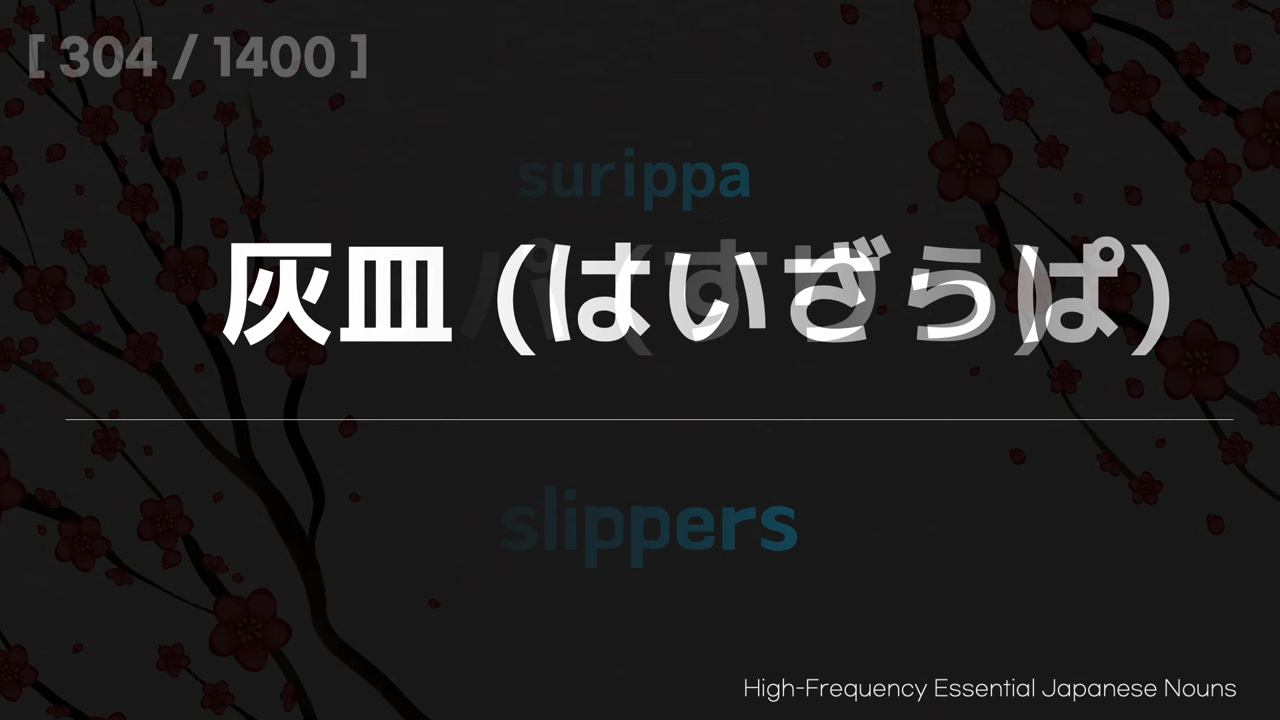 [ 304 / 1400 ]
surippa
灰皿 (はいざら)
slippers
High-Frequency Essential Japanese Nouns